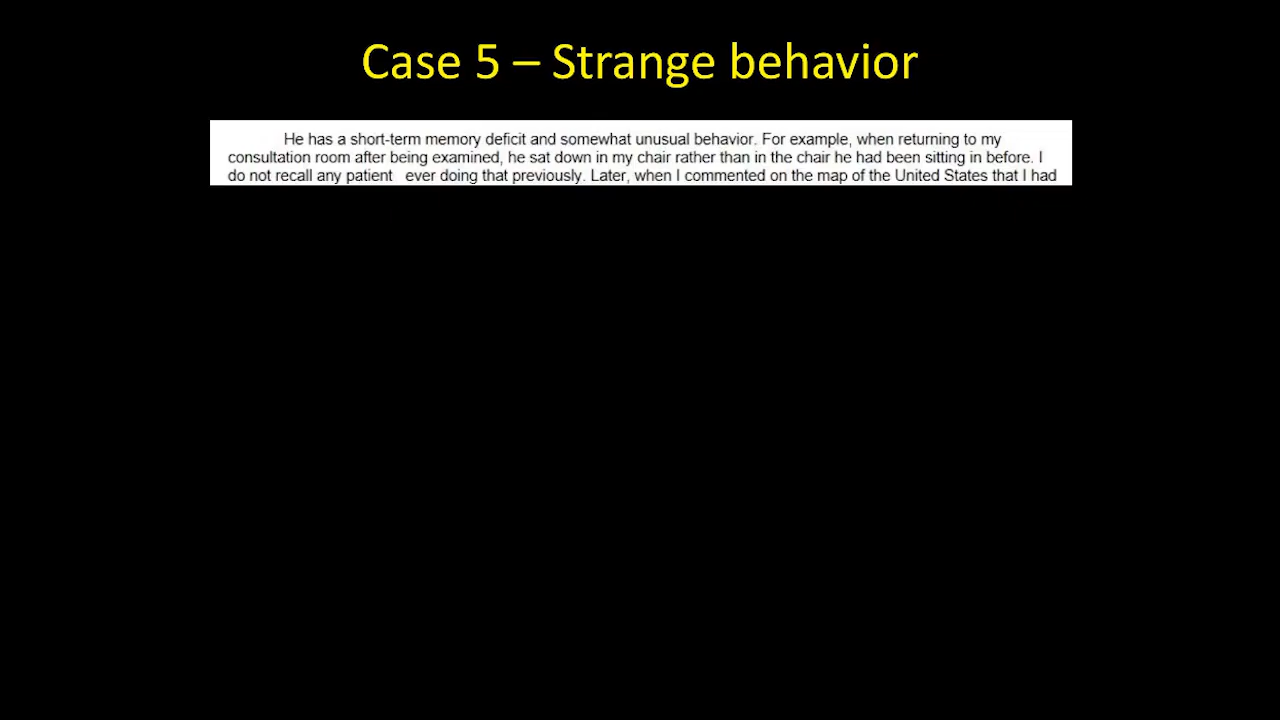 Case 5 – Strange behavior
He has a short-term memory deficit and somewhat unusual behavior. For example, when returning to my
consultation room after being examined, he sat down in my chair rather than in the chair he had been sitting in before. I
do not recall any patient ever doing that previously. Later, when I commented on the map of the United States that I had